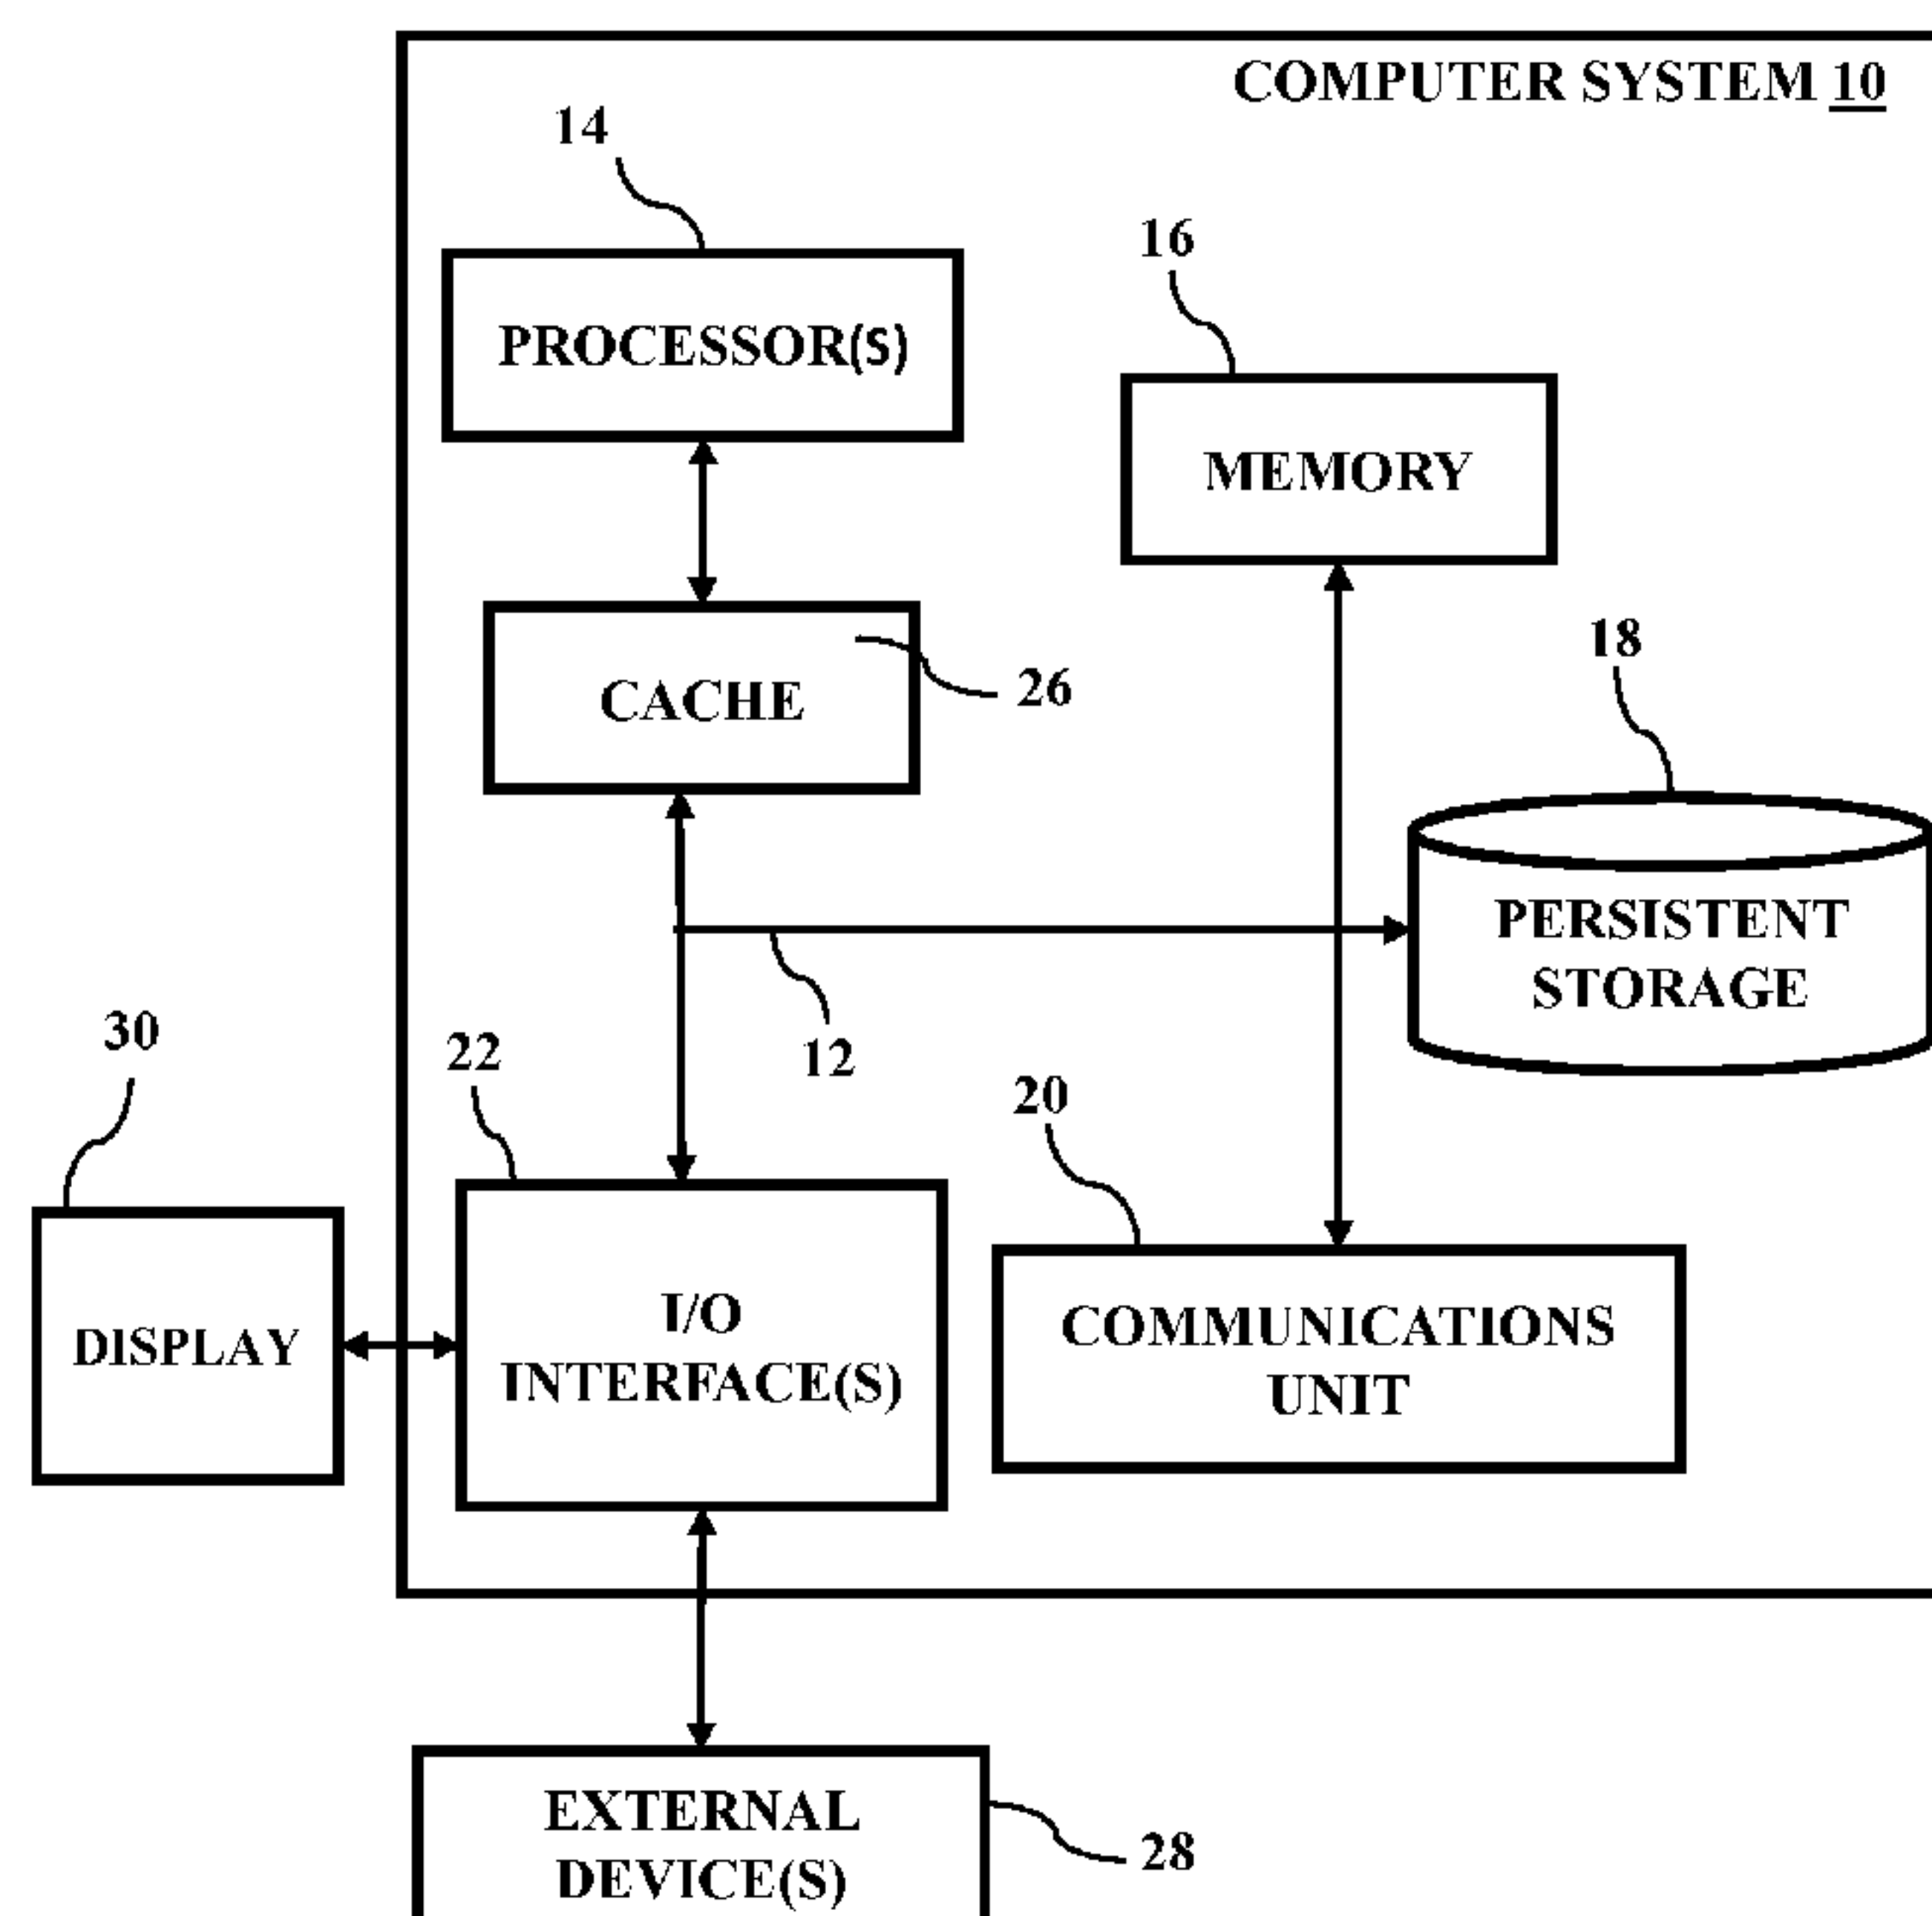 COMPUTER SYSTEM 10
14
16
PROCESSOR(S)
MEMORY
18
CACHE
26
PERSISTENT
STORAGE
30
22
12
20
I/O
INTERFACE(S)
DISPLAY
COMMUNICATIONS
UNIT
EXTERNAL
DEVICE(S)
28